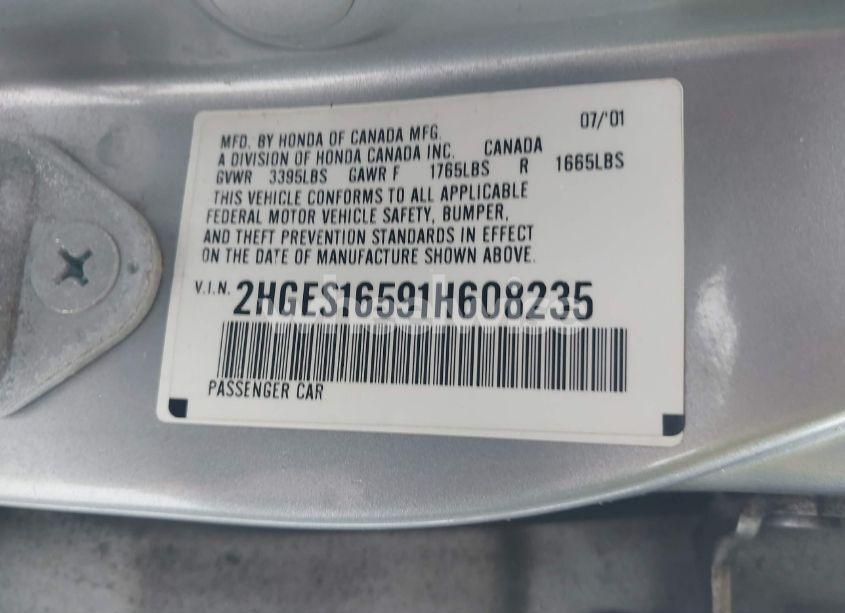 07/'01
MFD. BY HONDA OF CANADA MFG.
A DIVISION OF HONDA CANADA INC. CANADA
GVWR 3395LBS GAWR F 1765LBS R 1665LBS
THIS VEHICLE CONFORMS TO ALL APPLICABLE
FEDERAL MOTOR VEHICLE SAFETY, BUMPER,
AND THEFT PREVENTION STANDARDS IN EFFECT
ON THE DATE OF MANUFACTURE SHOWN ABOVE.
V.I.N. 2HGES16591H608235
PASSENGER CAR